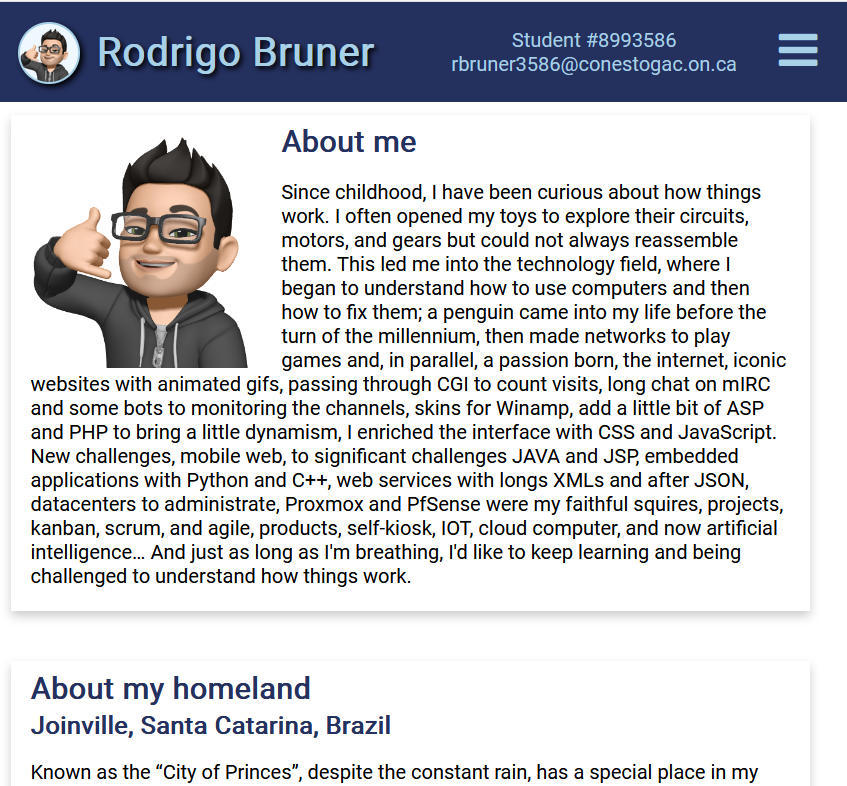 Rodrigo Bruner
Student #8993586
rbruner3586@conestogac.on.ca
About me
Since childhood, I have been curious about how things
work. I often opened my toys to explore their circuits,
motors, and gears but could not always reassemble
them. This led me into the technology field, where I
began to understand how to use computers and then
how to fix them; a penguin came into my life before the
turn of the millennium, then made networks to play
games and, in parallel, a passion born, the internet, iconic
websites with animated gifs, passing through CGI to count visits, long chat on mIRC
and some bots to monitoring the channels, skins for Winamp, add a little bit of ASP
and PHP to bring a little dynamism, I enriched the interface with CSS and JavaScript.
New challenges, mobile web, to significant challenges JAVA and JSP, embedded
applications with Python and C++, web services with longs XMLs and after JSON,
datacenters to administrate, Proxmox and PfSense were my faithful squires, projects,
kanban, scrum, and agile, products, self-kiosk, IOT, cloud computer, and now artificial
intelligence… And just as long as I'm breathing, I'd like to keep learning and being
challenged to understand how things work.
About my homeland
Joinville, Santa Catarina, Brazil
Known as the “City of Princes”, despite the constant rain, has a special place in my